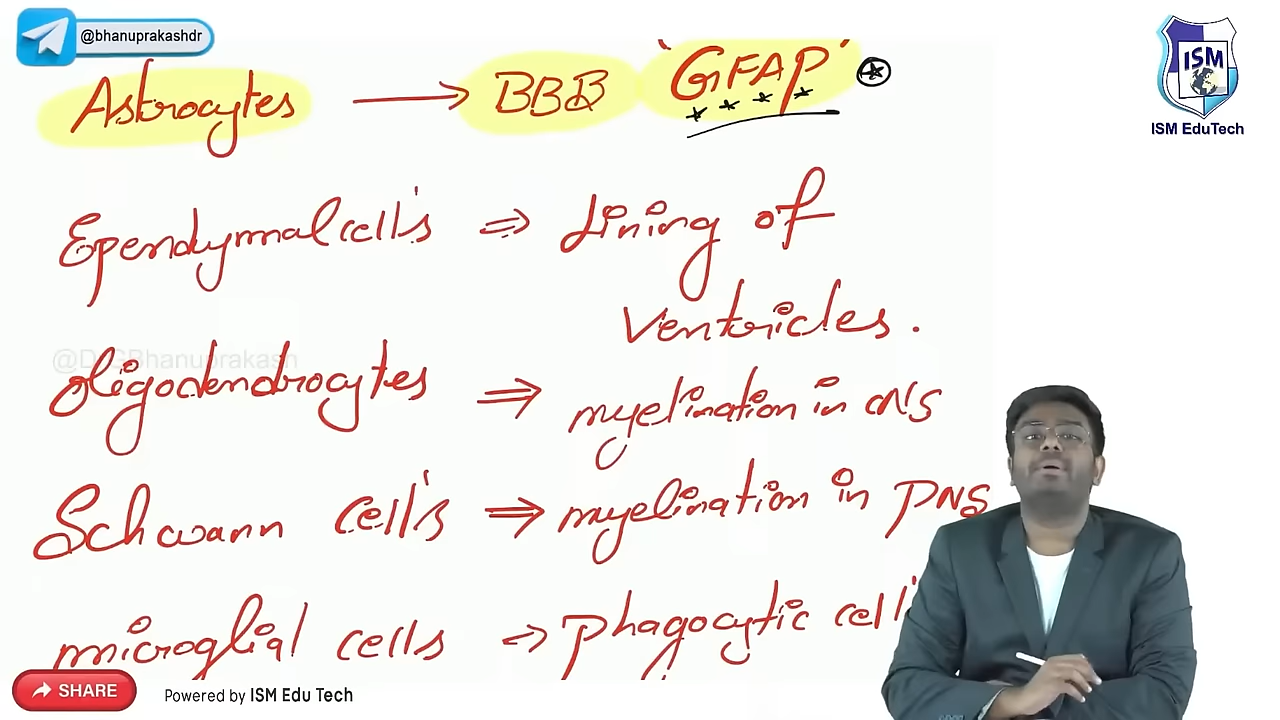 @bhanuprakashdr
ISM
ISM EduTech
Astrocytes → BBB 'GFAP'
Ependymal cells ⇒ Lining of
Ventricles.
@DrGBhanuprakash
Oligodendrocytes ⇒ myelination in CNS
Schwann cells ⇒ myelination in PNS
microglial cells ⇒ phagocytic cell
SHARE
Powered by ISM Edu Tech